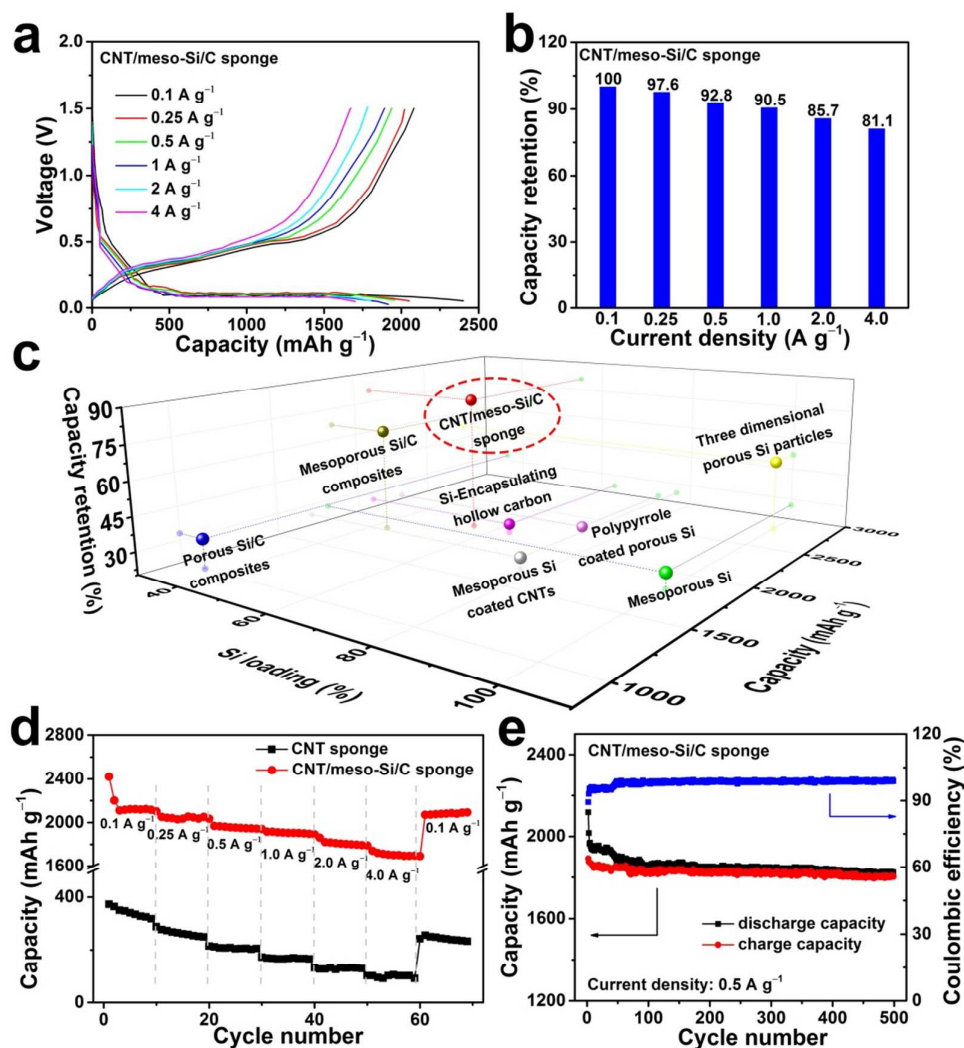 a
CNT/meso-Si/C sponge
0.1 A g⁻¹
0.25 A g⁻¹
0.5 A g⁻¹
1 A g⁻¹
2 A g⁻¹
4 A g⁻¹
Voltage (V)
2.0
1.5
1.0
0.5
0.0
0 500 1000 1500 2000 2500
Capacity (mAh g⁻¹)
b
CNT/meso-Si/C sponge
Capacity retention (%)
120
90
60
30
0
100 97.6 92.8 90.5 85.7 81.1
0.1 0.25 0.5 1.0 2.0 4.0
Current density (A g⁻¹)
c
Capacity retention (%)
90
75
60
45
30
CNT/meso-Si/C
sponge
Mesoporous Si/C
composites
Three dimensional
porous Si particles
Si-Encapsulating
hollow carbon
Polypyrrole
coated porous Si
Porous Si/C
composites
Mesoporous Si
coated CNTs
Mesoporous Si
40 60 80 100
Si loading (%)
1000 1500 2000 2500 3000
Capacity (mAh g⁻¹)
d
CNT sponge
CNT/meso-Si/C sponge
Capacity (mAh g⁻¹)
2800
2400
2000
1600
400
0
0.1 A g⁻¹
0.25 A g⁻¹
0.5 A g⁻¹
1.0 A g⁻¹
2.0 A g⁻¹
4.0 A g⁻¹
0.1 A g⁻¹
0 20 40 60
Cycle number
e
CNT/meso-Si/C sponge
Capacity (mAh g⁻¹)
2400
2000
1600
1200
discharge capacity
charge capacity
Current density: 0.5 A g⁻¹
0 100 200 300 400 500
Cycle number
120
90
60
30
0
Coulombic efficiency (%)